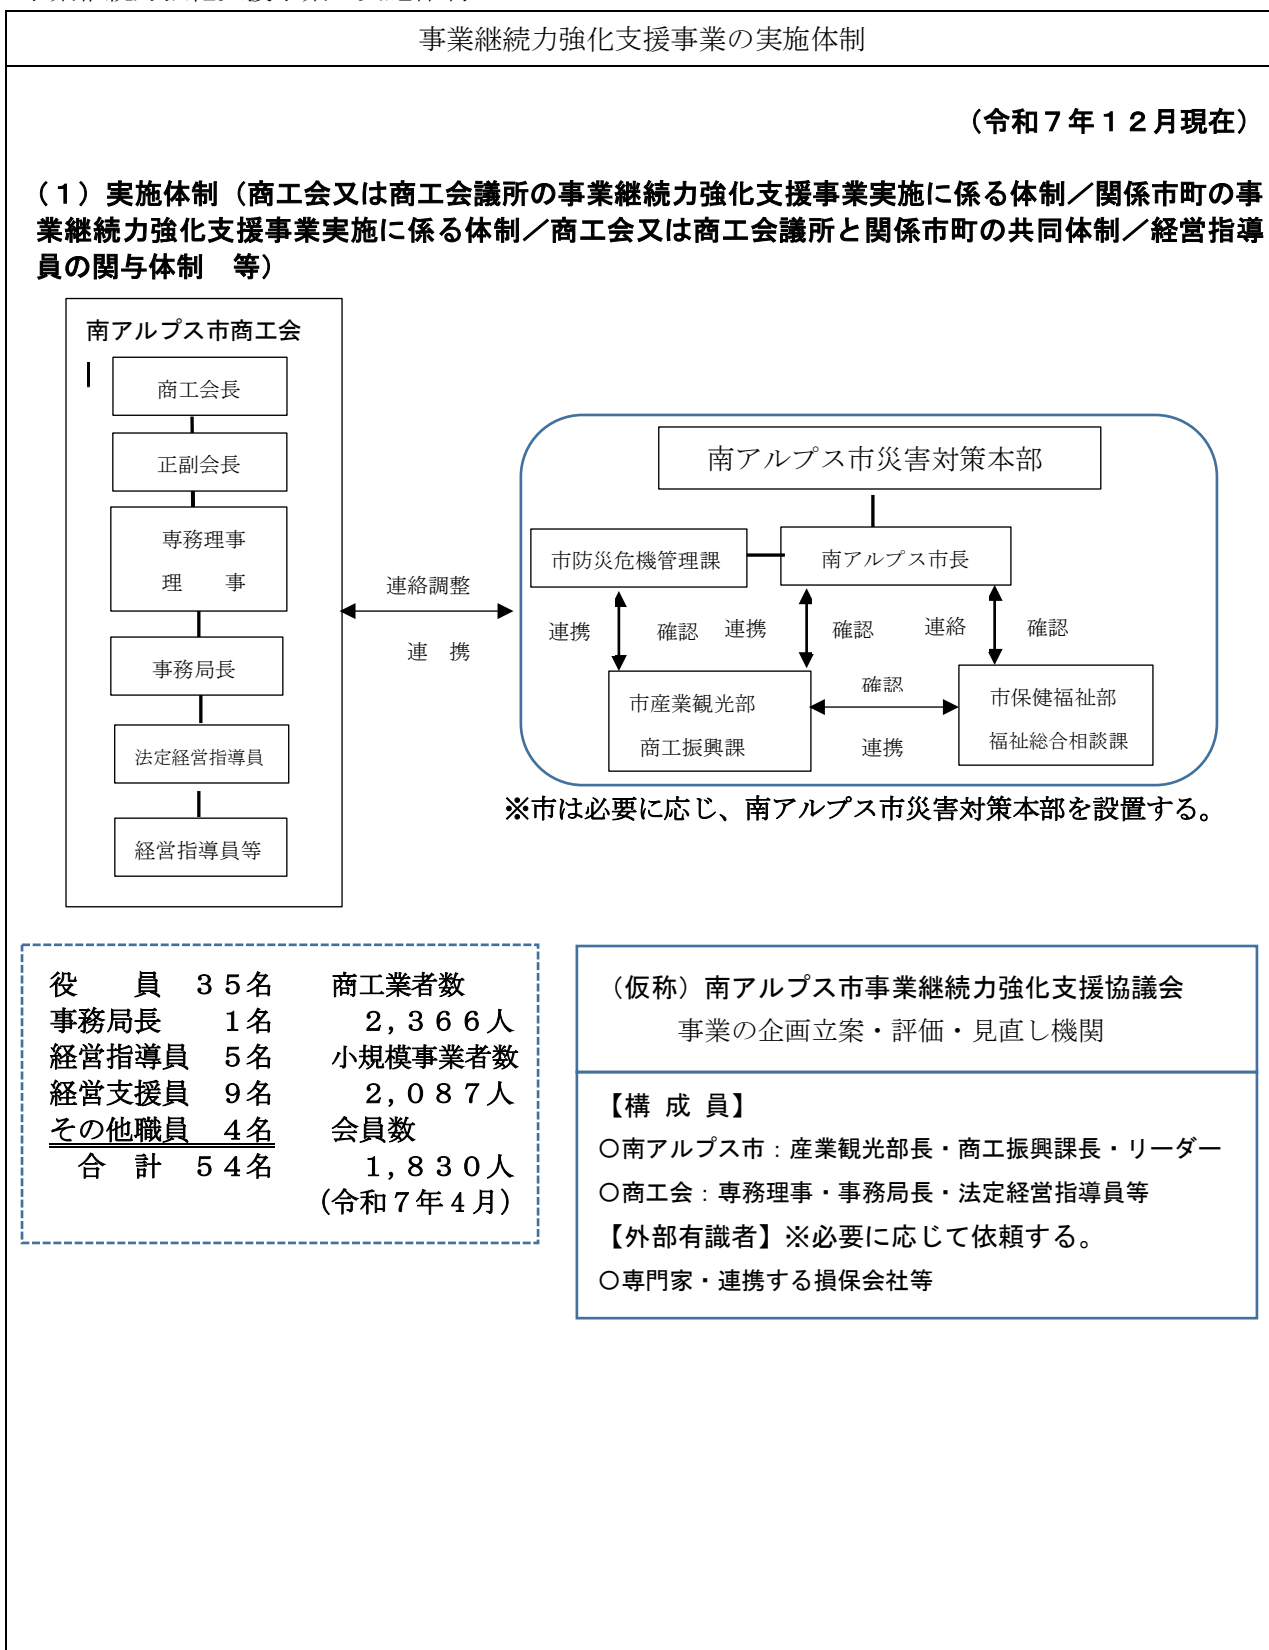 事業継続力強化支援事業の実施体制
（令和７年１２月現在）
（１）実施体制（商工会又は商工会議所の事業継続力強化支援事業実施に係る体制／関係市町の事
業継続力強化支援事業実施に係る体制／商工会又は商工会議所と関係市町の共同体制／経営指導
員の関与体制　等）
南アルプス市商工会
商工会長
正副会長
専務理事
理　　事
事務局長
法定経営指導員
経営指導員等
連絡調整
連　携
南アルプス市災害対策本部
市防災危機管理課
南アルプス市長
連携
確認
連携
確認
連絡
確認
市産業観光部
商工振興課
確認
連携
市保健福祉部
福祉総合相談課
※市は必要に応じ、南アルプス市災害対策本部を設置する。
役　　員　３５名
事務局長　　１名
経営指導員　５名
経営支援員　９名
その他職員　４名
合　計　５４名
商工業者数
２,３６６人
小規模事業者数
２,０８７人
会員数
１,８３０人
(令和７年４月)
（仮称）南アルプス市事業継続力強化支援協議会
事業の企画立案・評価・見直し機関
【構 成 員】
〇南アルプス市：産業観光部長・商工振興課長・リーダー
〇商工会：専務理事・事務局長・法定経営指導員等
【外部有識者】※必要に応じて依頼する。
〇専門家・連携する損保会社等